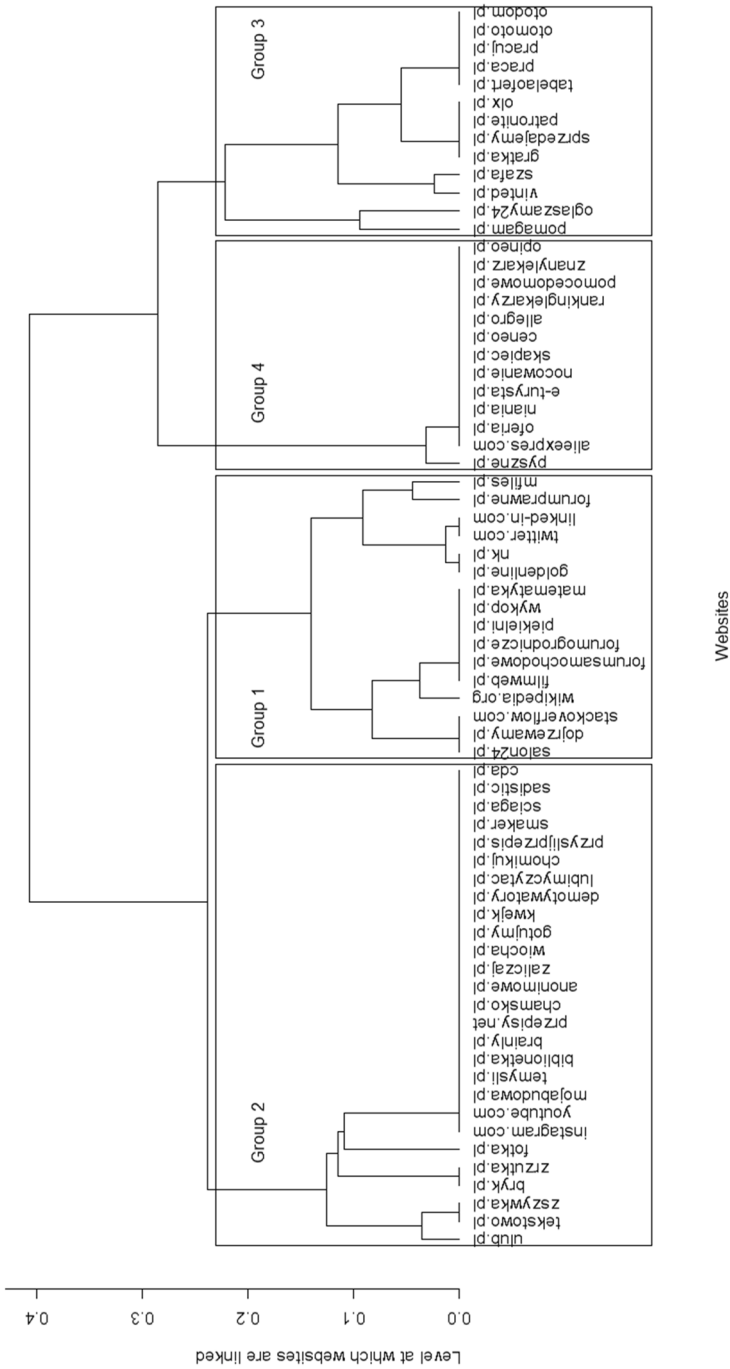 Group 3
otodom.pl
otomoto.pl
pracuj.pl
praca.pl
tabelaofert.pl
olx.pl
patronite.pl
sprzedajemy.pl
gratka.pl
szafa.pl
vinted.pl
oglaszamy24.pl
pomagam.pl
Group 4
opineo.pl
znanylekarz.pl
pomocedomowe.pl
rankinglekarzy.pl
allegro.pl
ceneo.pl
skapiec.pl
nocowanie.pl
e-turysta.pl
niania.pl
oferia.pl
alieexpres.com
pyszne.pl
Group 1
mfiles.pl
forumprawne.pl
linked-in.com
twitter.com
nk.pl
goldenline.pl
matematyka.pl
wykop.pl
piekielni.pl
forumogrodnicze.pl
forumsamochodowe.pl
filmweb.pl
wikipedia.org
stackoverflow.com
dojrzewamy.pl
salon24.pl
Group 2
cda.pl
sadistic.pl
sciaga.pl
smaker.pl
przyslijprzepis.pl
chomikuj.pl
lubimyczytac.pl
demotywatory.pl
kwejk.pl
gotujmy.pl
wiocha.pl
zaliczaj.pl
anonimowe.pl
chamsko.pl
przepisy.net
brainly.pl
biblionetka.pl
temysli.pl
mojabudowa.pl
youtube.com
instagram.com
fotka.pl
zrzutka.pl
bryk.pl
zszywka.pl
tekstowo.pl
ulub.pl
Websites
0.4
0.3
0.2
0.1
0.0
Level at which websites are linked